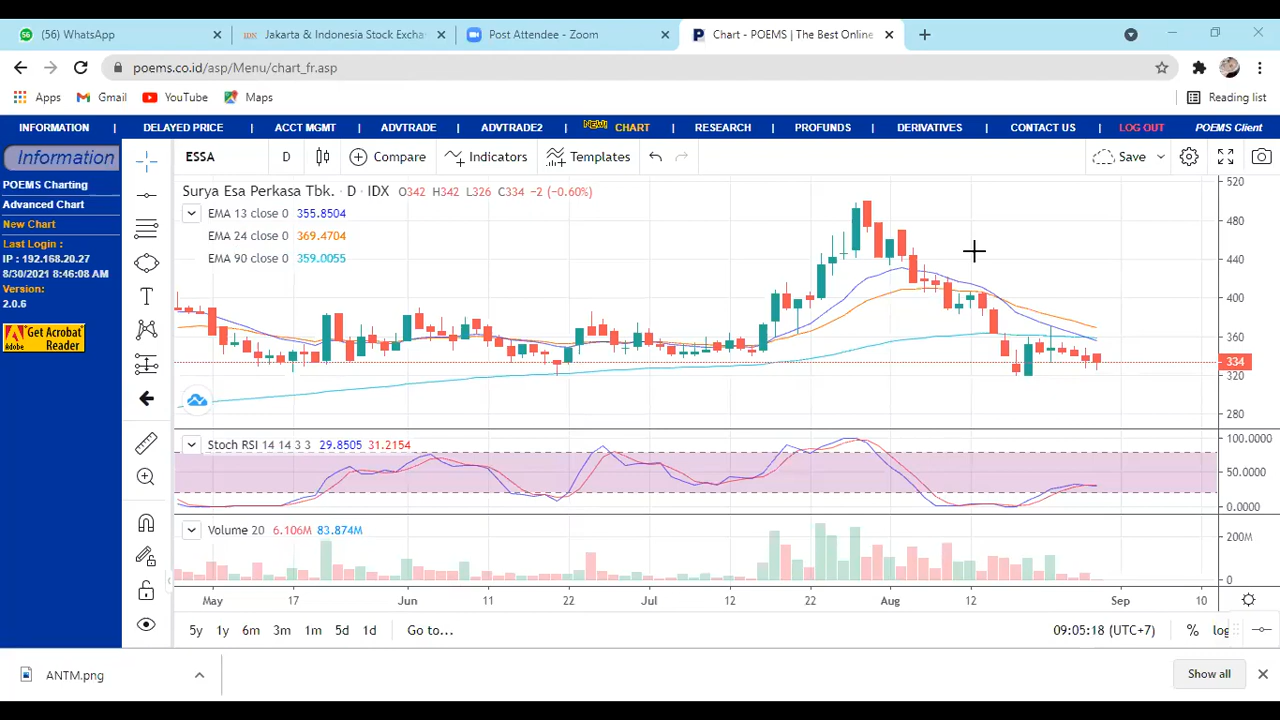 (56) WhatsApp
Jakarta & Indonesia Stock Excha
Post Attendee - Zoom
Chart - POEMS | The Best Online
poems.co.id/asp/Menu/chart_fr.asp
Apps
Gmail
YouTube
Maps
Reading list
INFORMATION | DELAYED PRICE | ACCT MGMT | ADVTRADE | ADVTRADE2 | NEW! CHART | RESEARCH | PROFUNDS | DERIVATIVES | CONTACT US | LOG OUT POEMS Client
Information
POEMS Charting
Advanced Chart
New Chart
Last Login :
IP : 192.168.20.27
8/30/2021 8:46:08 AM
Version:
2.0.6
Get Acrobat
Reader
Adobe
ESSA D Compare Indicators Templates Save
Surya Esa Perkasa Tbk. · D · IDX O342 H342 L326 C334 −2 (−0.60%)
EMA 13 close 0 355.8504
EMA 24 close 0 369.4704
EMA 90 close 0 359.0055
520
480
440
400
360
334
320
280
Stoch RSI 14 14 3 3 29.8505 31.2154
100.0000
50.0000
0.0000
Volume 20 6.106M 83.874M
200M
0
May 17 Jun 11 22 Jul 12 22 Aug 12 Sep 10
5y 1y 6m 3m 1m 5d 1d Go to... 09:05:18 (UTC+7) % log
ANTM.png
Show all